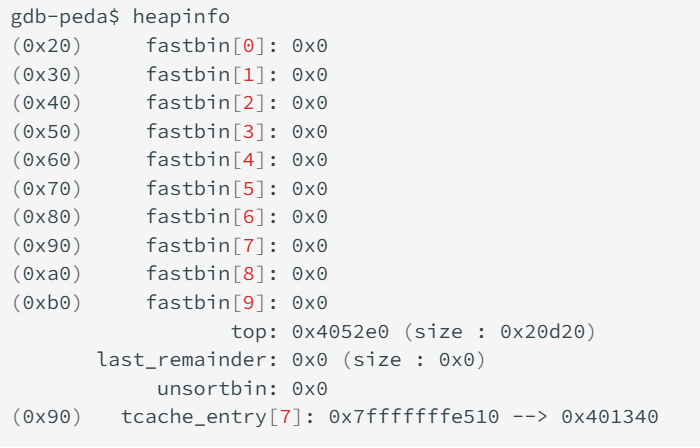 gdb-peda$ heapinfo
(0x20)     fastbin[0]: 0x0
(0x30)     fastbin[1]: 0x0
(0x40)     fastbin[2]: 0x0
(0x50)     fastbin[3]: 0x0
(0x60)     fastbin[4]: 0x0
(0x70)     fastbin[5]: 0x0
(0x80)     fastbin[6]: 0x0
(0x90)     fastbin[7]: 0x0
(0xa0)     fastbin[8]: 0x0
(0xb0)     fastbin[9]: 0x0
                  top: 0x4052e0 (size : 0x20d20)
       last_remainder: 0x0 (size : 0x0)
            unsortbin: 0x0
(0x90)   tcache_entry[7]: 0x7fffffffe510 --> 0x401340